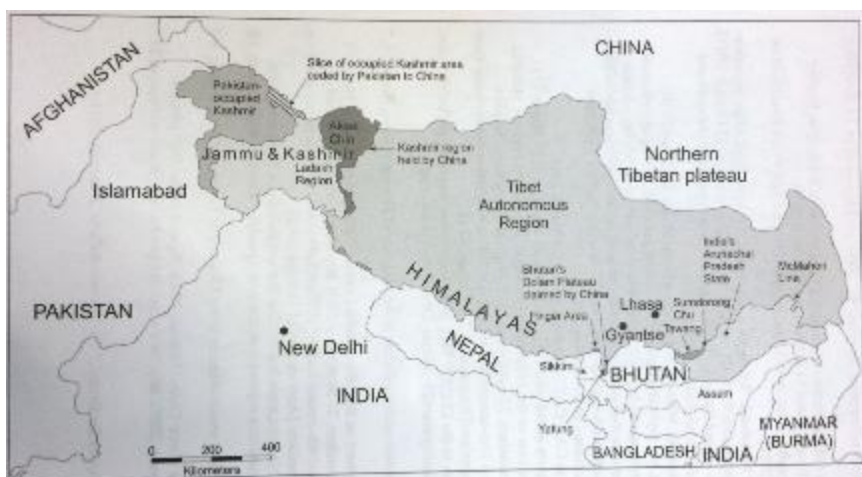 AFGHANISTAN
Slice of occupied Kashmir area
ceded by Pakistan to China
CHINA
Pakistan-
occupied
Kashmir
Aksai
Chin
Kashmir region
held by China
Jammu & Kashmir
Ladakh
Region
Islamabad
Northern
Tibetan plateau
Tibet
Autonomous
Region
India's
Arunachal
Pradesh
State
McMahon
Line
HIMALAYAS
Bhutan's
Dolam Plateau
claimed by China
Lhasa
Sumdorong
Chu
Tawang
PAKISTAN
Finger Area
Gyantse
New Delhi
NEPAL
Sikkim
BHUTAN
INDIA
Assam
Yatung
MYANMAR
(BURMA)
BANGLADESH
INDIA
0 200 400
Kilometers